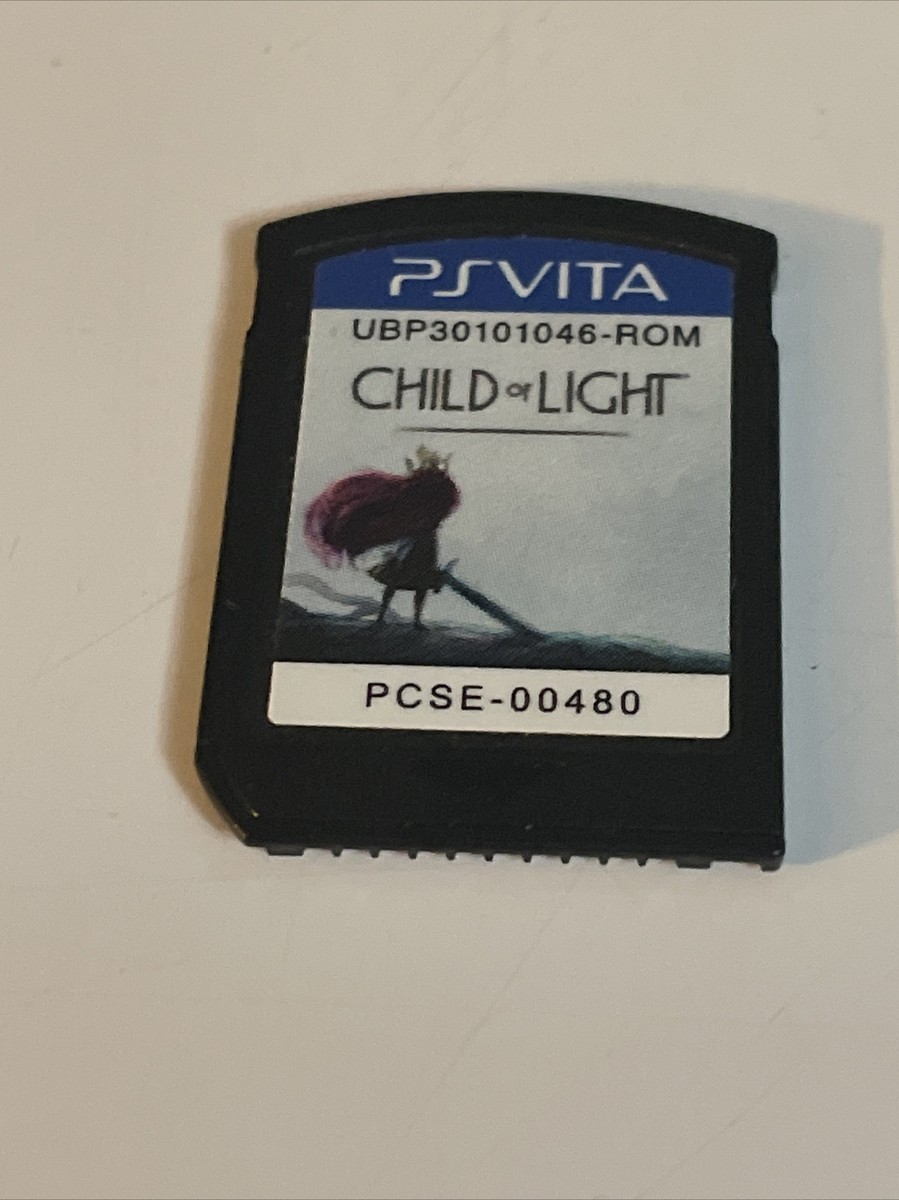 PSVITA
UBP30101046-ROM
CHILD OF LIGHT
PCSE-00480